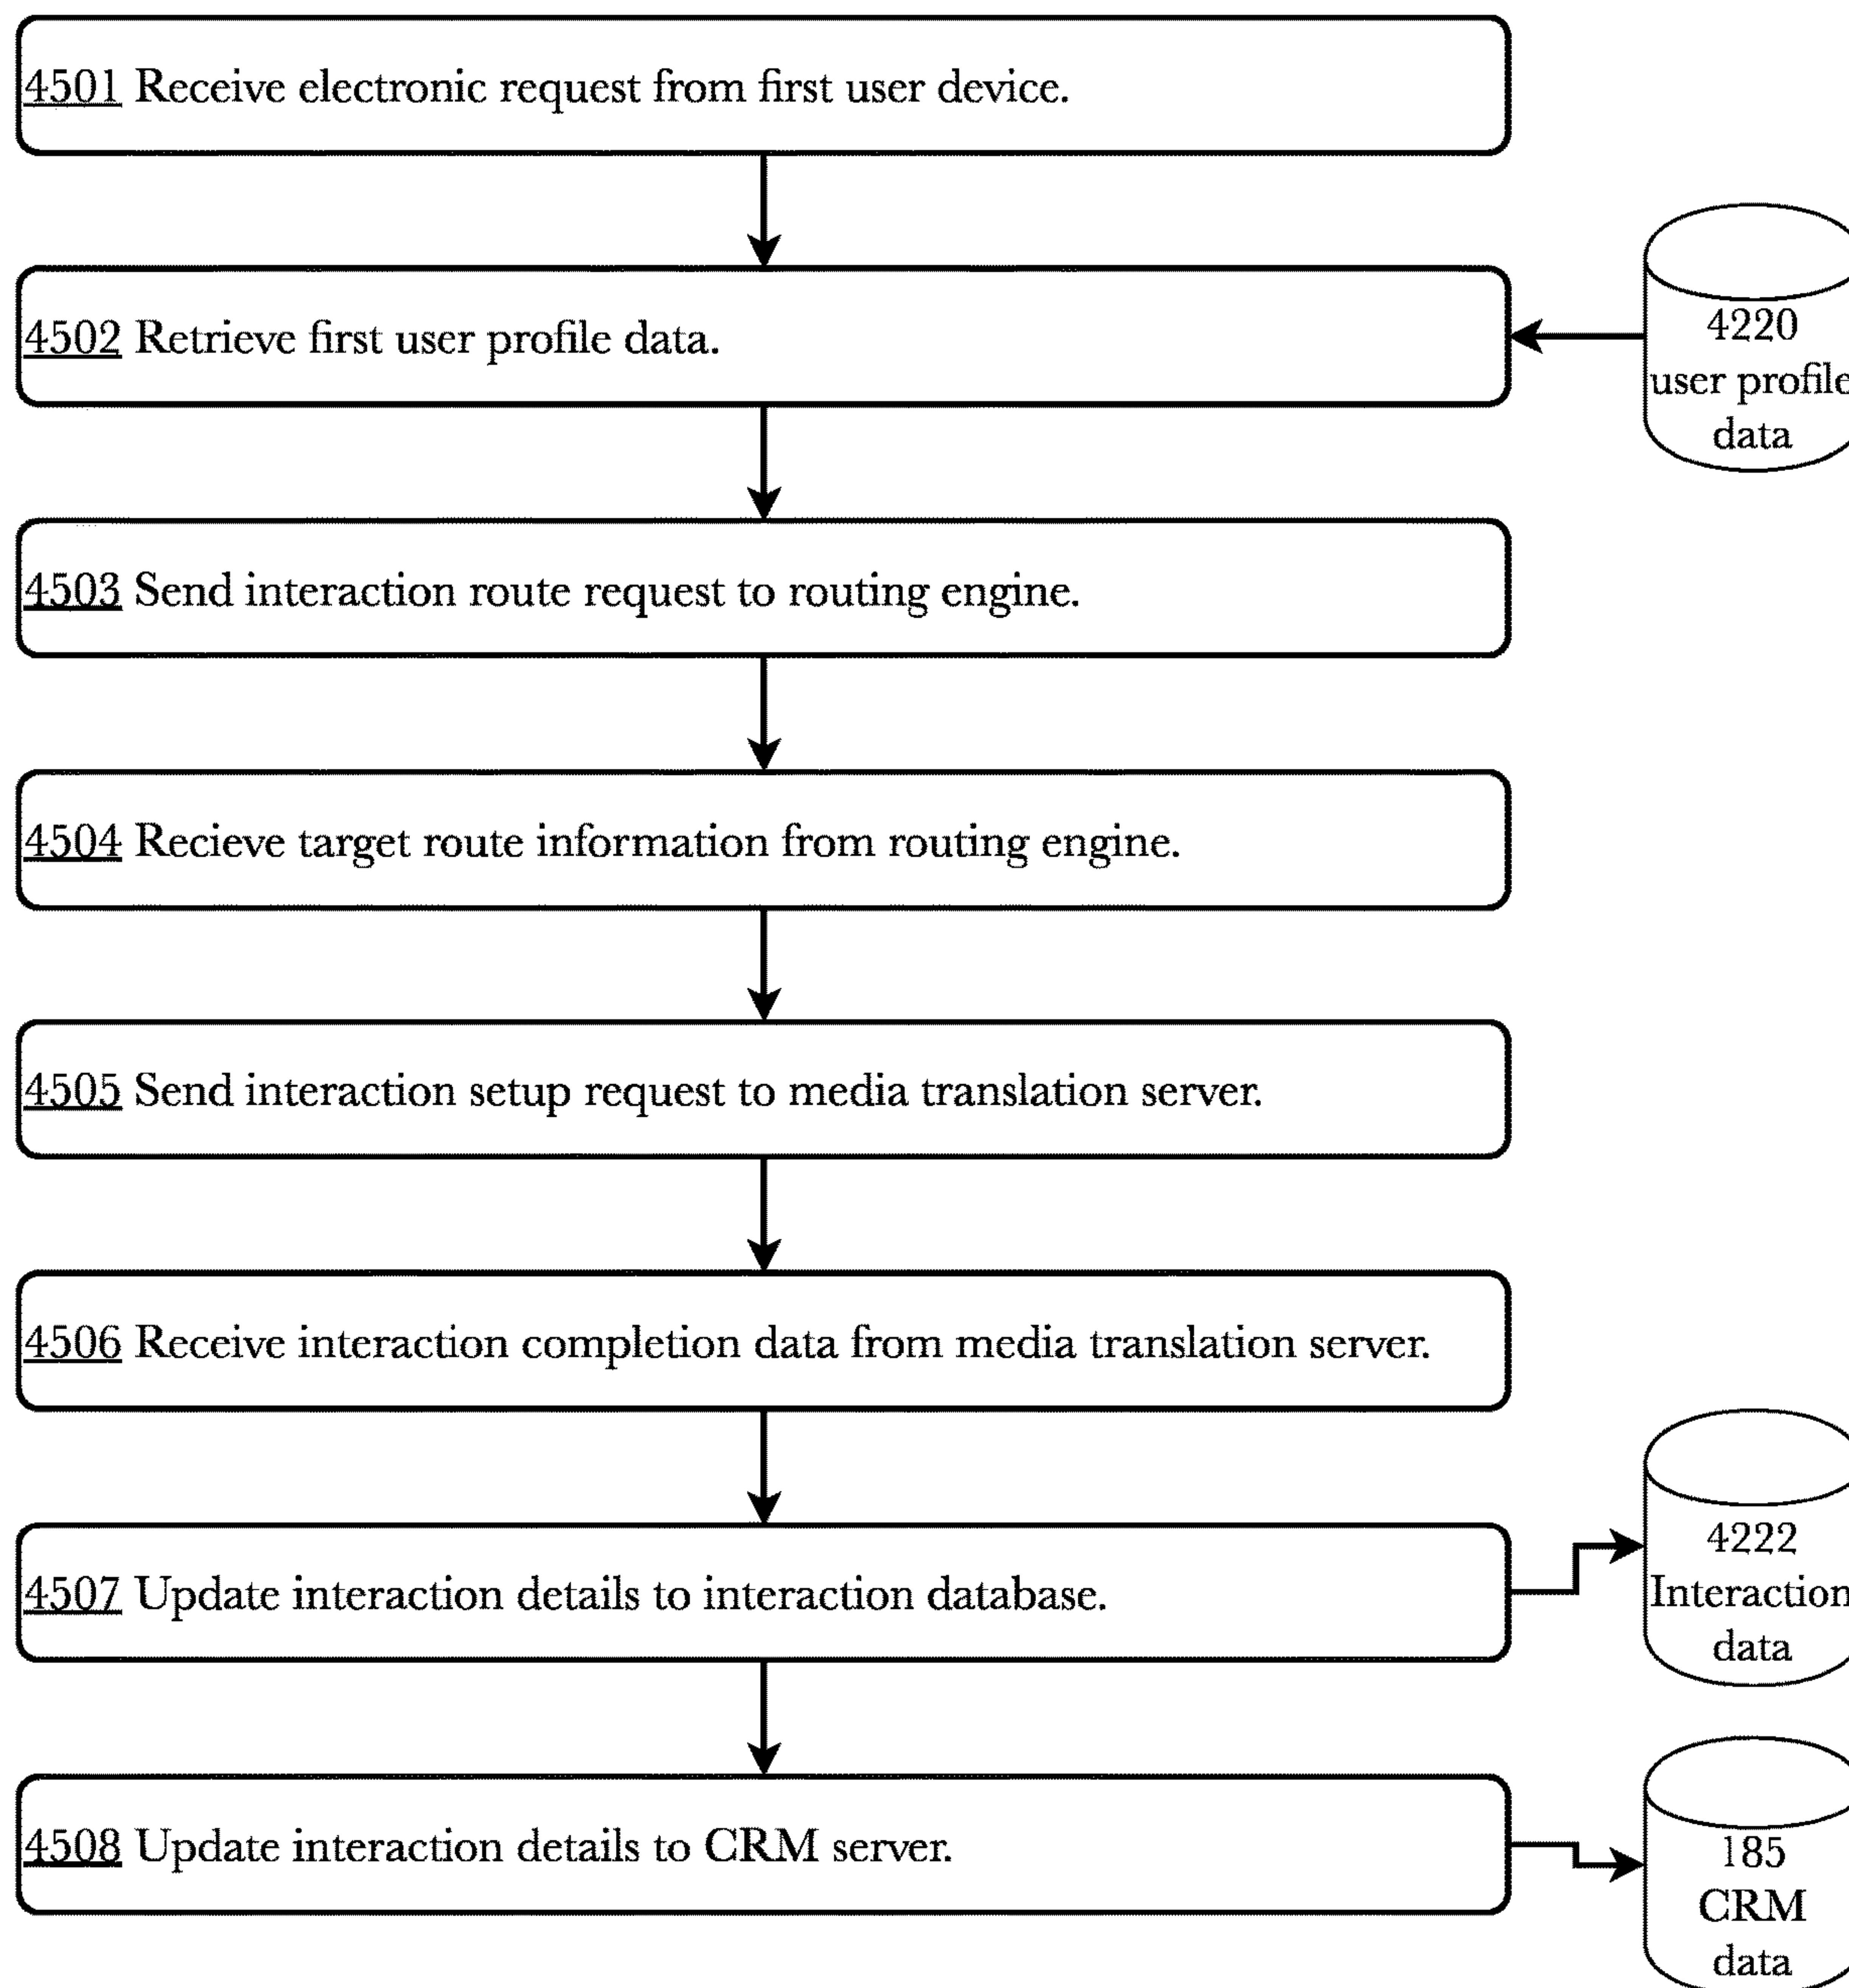 4501 Receive electronic request from first user device.
4502 Retrieve first user profile data.
4220
user profile
data
4503 Send interaction route request to routing engine.
4504 Recieve target route information from routing engine.
4505 Send interaction setup request to media translation server.
4506 Receive interaction completion data from media translation server.
4507 Update interaction details to interaction database.
4222
Interaction
data
4508 Update interaction details to CRM server.
185
CRM
data